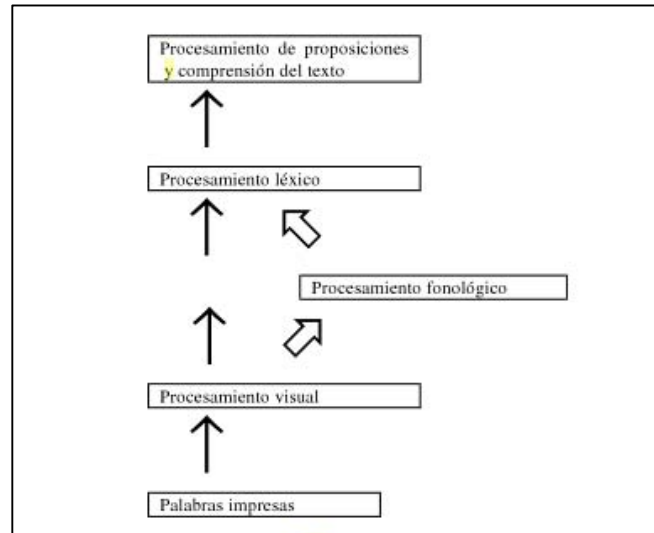 Procesamiento de proposiciones
y comprensión del texto
Procesamiento léxico
Procesamiento fonológico
Procesamiento visual
Palabras impresas